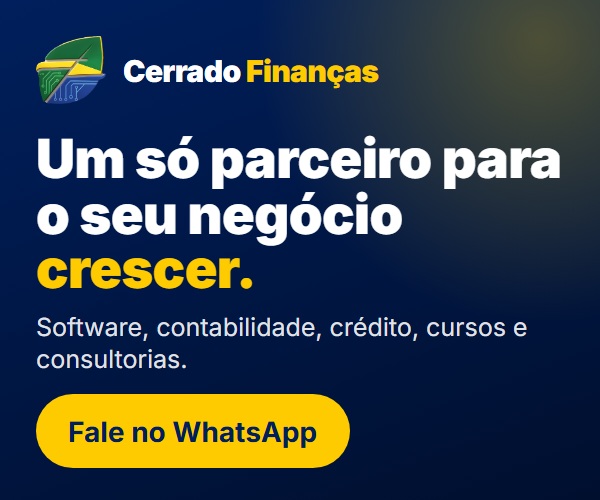 Cerrado Finanças
Um só parceiro para
o seu negócio
crescer.
Software, contabilidade, crédito, cursos e
consultorias.
Fale no WhatsApp